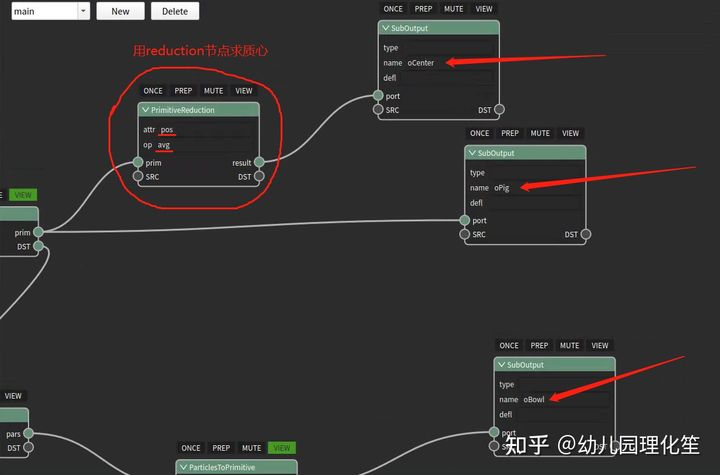 main
New
Delete
ONCE PREP MUTE VIEW
SubOutput
type
name oCenter
defl
port
SRC DST
用reduction节点求质心
ONCE PREP MUTE VIEW
PrimitiveReduction
attr pos
op avg
prim result
SRC DST
ONCE PREP MUTE VIEW
SubOutput
type
name oPig
defl
port
SRC DST
VIEW
prim
DST
ONCE PREP MUTE VIEW
SubOutput
type
name oBowl
defl
port
SRC DST
VIEW
pars
DST
ONCE PREP MUTE VIEW
ParticlesToPrimitive
知乎 @幼儿园理化笙